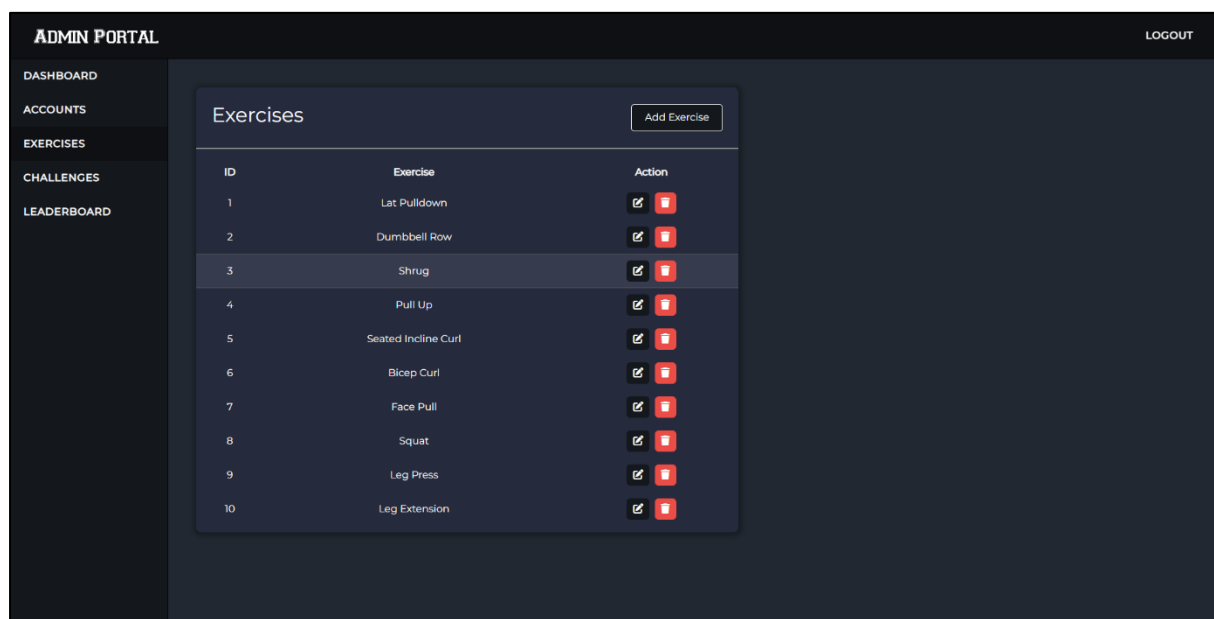 ADMIN PORTAL
LOGOUT
DASHBOARD
ACCOUNTS
EXERCISES
CHALLENGES
LEADERBOARD
Exercises
Add Exercise
ID Exercise Action
1 Lat Pulldown
2 Dumbbell Row
3 Shrug
4 Pull Up
5 Seated Incline Curl
6 Bicep Curl
7 Face Pull
8 Squat
9 Leg Press
10 Leg Extension